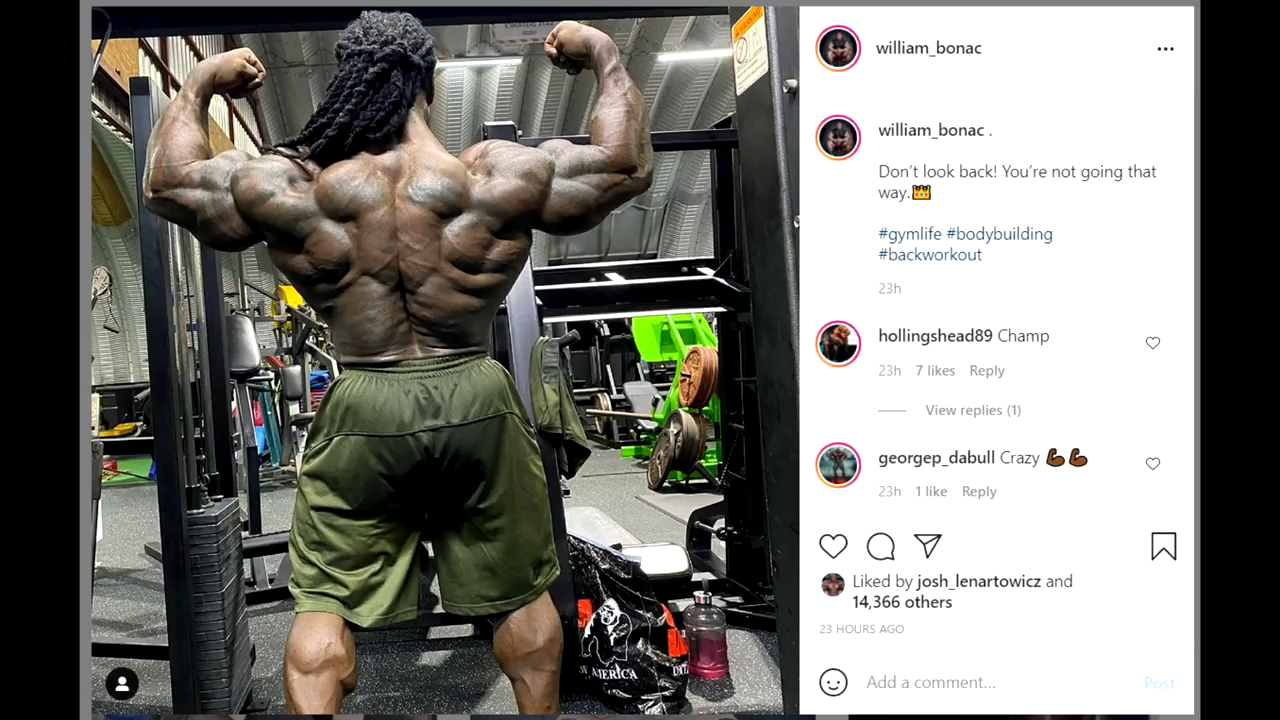 william_bonac
william_bonac .
Don't look back! You're not going that
way.👑
#gymlife #bodybuilding
#backworkout
23h
hollingshead89 Champ
23h 7 likes Reply
View replies (1)
georgep_dabull Crazy 💪🏿💪🏿
23h 1 like Reply
Liked by josh_lenartowicz and
14,366 others
23 HOURS AGO
Add a comment... Post
AMERICA